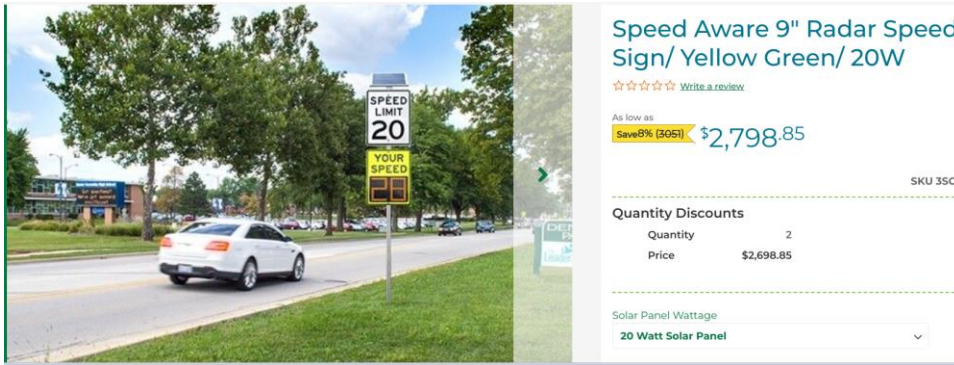 Speed Aware 9" Radar Speed
Sign/ Yellow Green/ 20W
Write a review
As low as
Save8% (3051) $2,798.85
SKU 3SC
Quantity Discounts
Quantity 2
Price $2,698.85
Solar Panel Wattage
20 Watt Solar Panel
SPEED
LIMIT
20
YOUR
SPEED